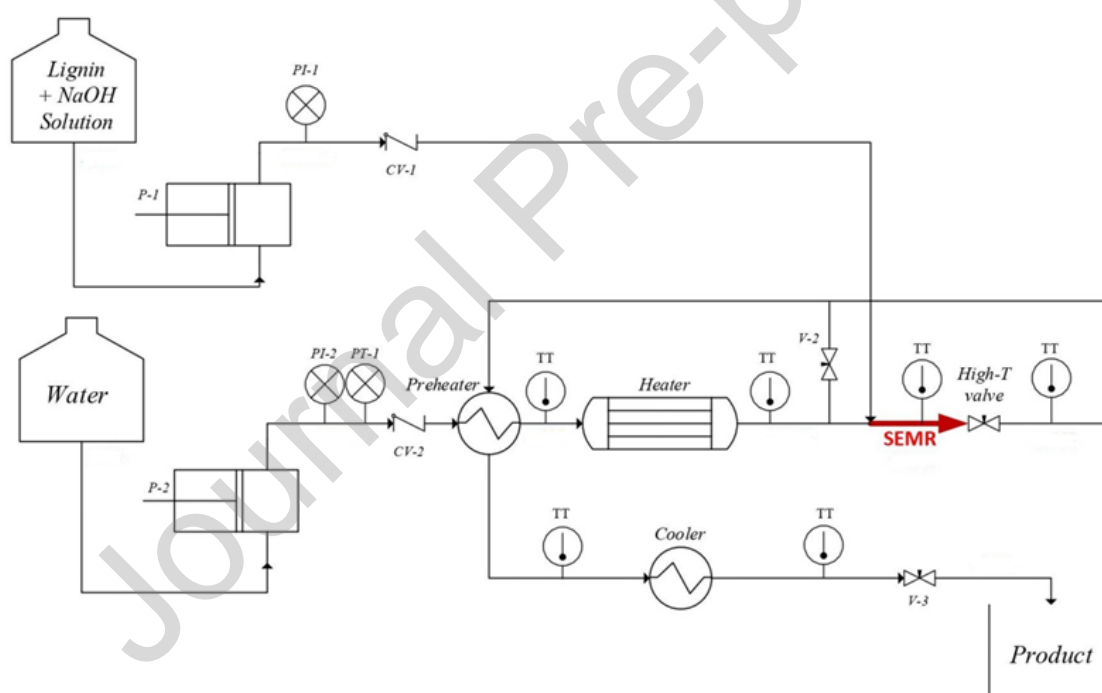 Lignin
+ NaOH
Solution
PI-1
CV-1
P-1
Water
PI-2
PT-1
CV-2
P-2
Preheater
TT
Heater
TT
V-2
TT
High-T
valve
TT
SEMR
TT
Cooler
TT
V-3
Product
Journal Pre-p